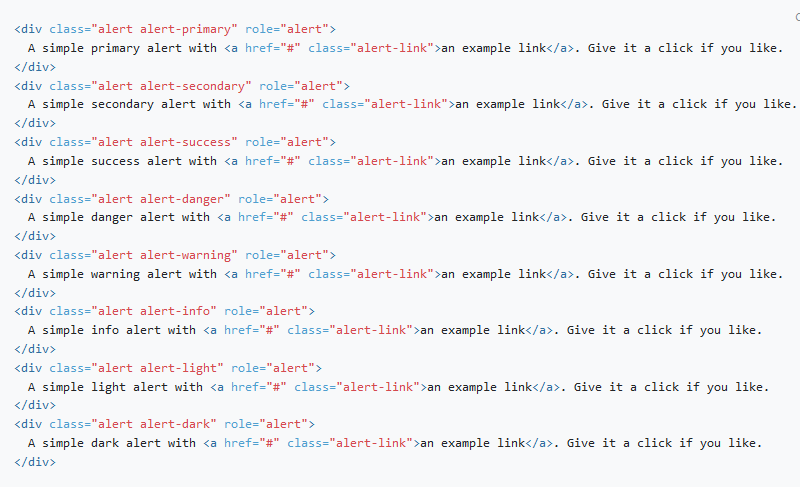 <div class="alert alert-primary" role="alert">
  A simple primary alert with <a href="#" class="alert-link">an example link</a>. Give it a click if you like.
</div>
<div class="alert alert-secondary" role="alert">
  A simple secondary alert with <a href="#" class="alert-link">an example link</a>. Give it a click if you like.
</div>
<div class="alert alert-success" role="alert">
  A simple success alert with <a href="#" class="alert-link">an example link</a>. Give it a click if you like.
</div>
<div class="alert alert-danger" role="alert">
  A simple danger alert with <a href="#" class="alert-link">an example link</a>. Give it a click if you like.
</div>
<div class="alert alert-warning" role="alert">
  A simple warning alert with <a href="#" class="alert-link">an example link</a>. Give it a click if you like.
</div>
<div class="alert alert-info" role="alert">
  A simple info alert with <a href="#" class="alert-link">an example link</a>. Give it a click if you like.
</div>
<div class="alert alert-light" role="alert">
  A simple light alert with <a href="#" class="alert-link">an example link</a>. Give it a click if you like.
</div>
<div class="alert alert-dark" role="alert">
  A simple dark alert with <a href="#" class="alert-link">an example link</a>. Give it a click if you like.
</div>